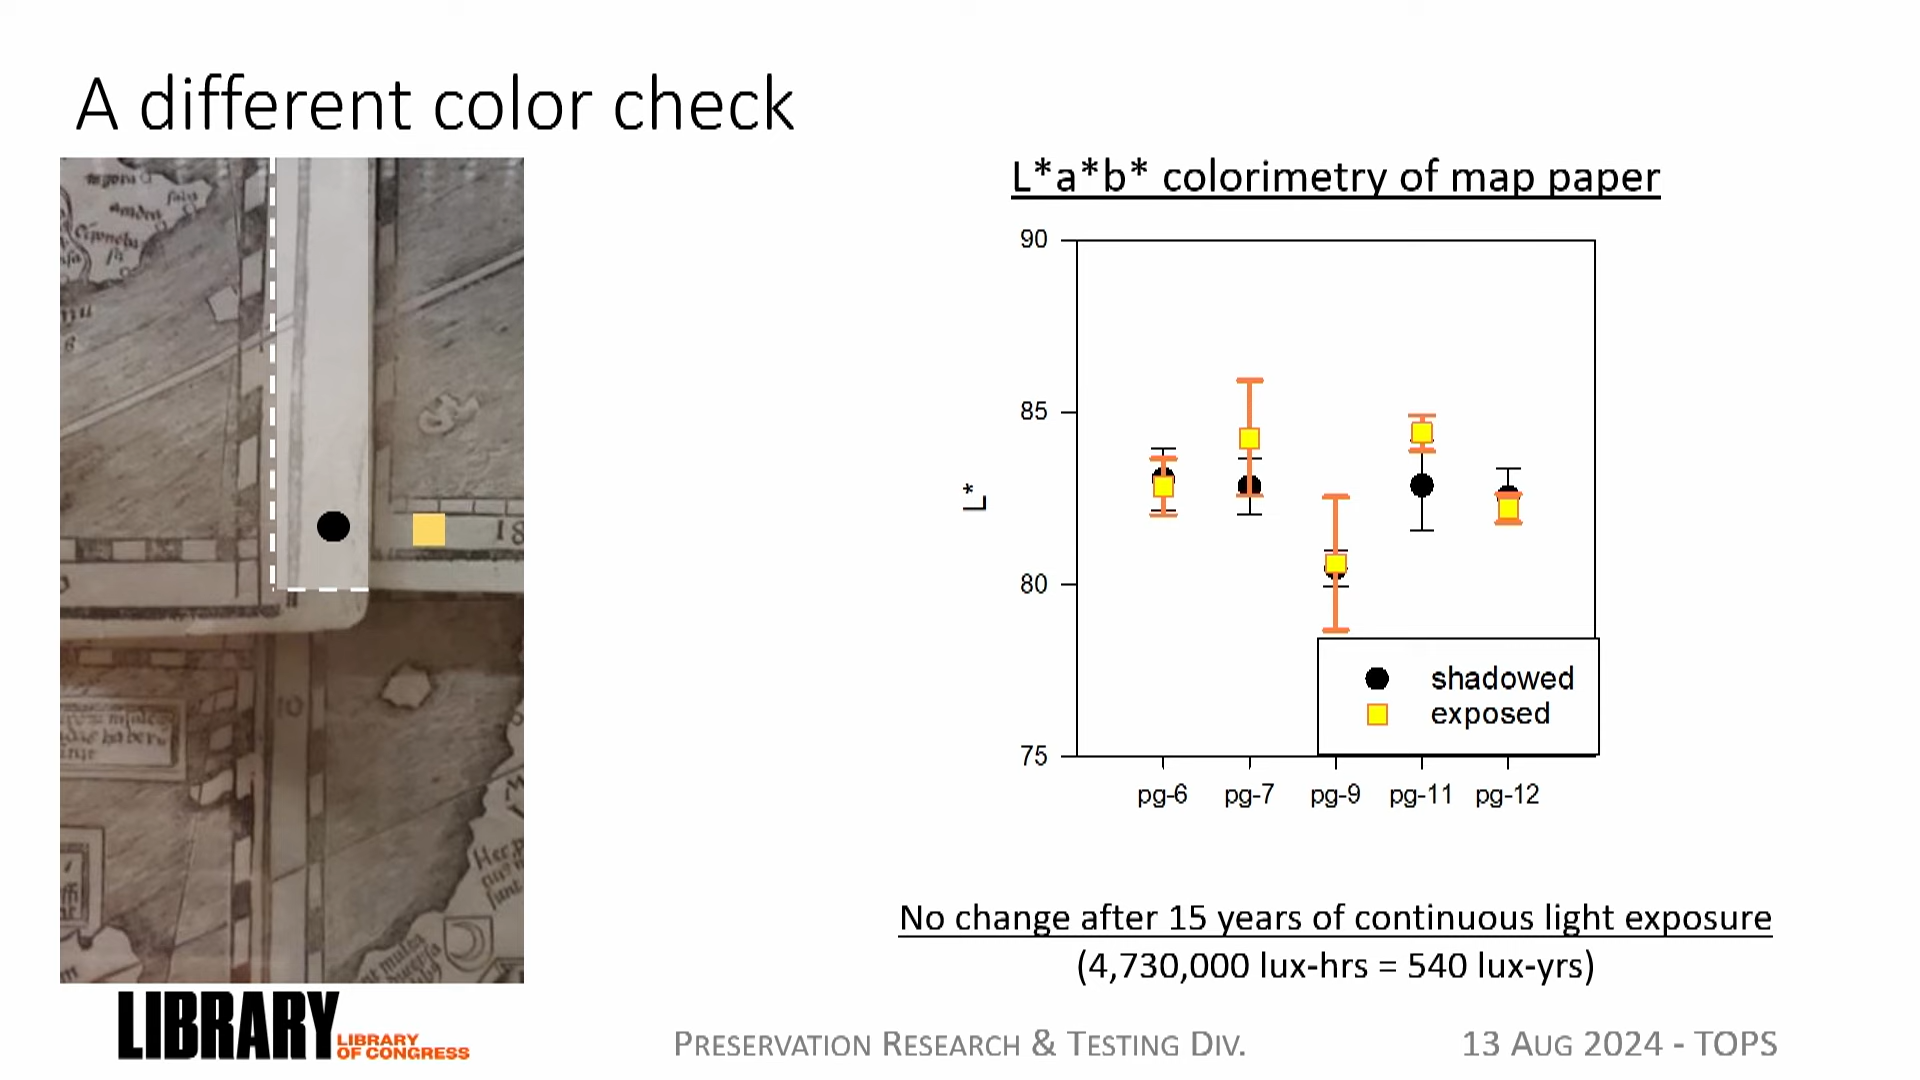 A different color check
L*a*b* colorimetry of map paper
90
85
80
75
L*
shadowed
exposed
pg-6 pg-7 pg-9 pg-11 pg-12
18
10
No change after 15 years of continuous light exposure
(4,730,000 lux-hrs = 540 lux-yrs)
LIBRARY
LIBRARY
OF CONGRESS
PRESERVATION RESEARCH & TESTING DIV.
13 AUG 2024 - TOPS